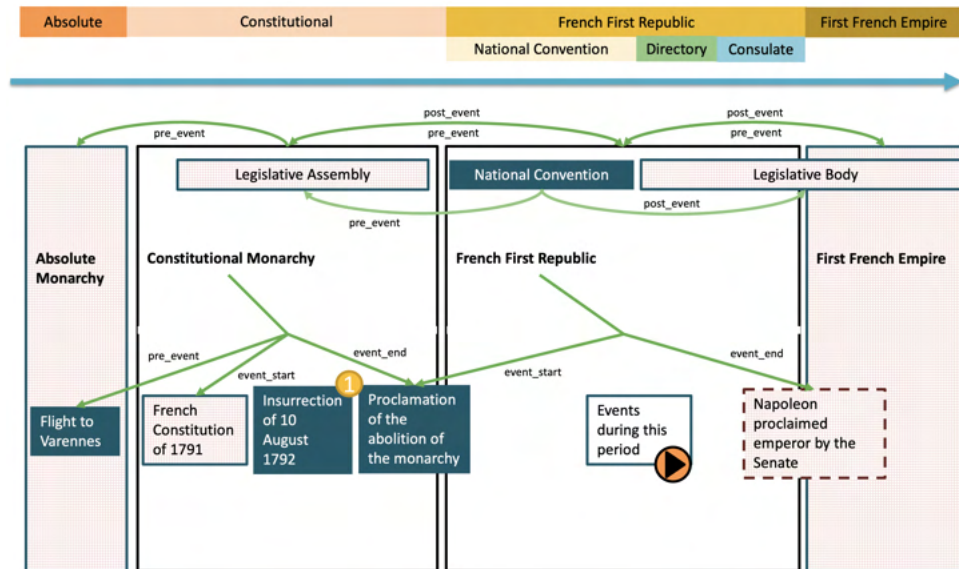 Absolute
Constitutional
French First Republic
First French Empire
National Convention
Directory
Consulate
pre_event
post_event
pre_event
post_event
pre_event
Legislative Assembly
National Convention
Legislative Body
pre_event
post_event
Absolute
Monarchy
Constitutional Monarchy
French First Republic
First French Empire
pre_event
event_start
event_end
event_start
event_end
Flight to
Varennes
French
Constitution
of 1791
1
Insurrection
of 10
August
1792
Proclamation
of the
abolition of
the monarchy
Events
during this
period
Napoleon
proclaimed
emperor by the
Senate